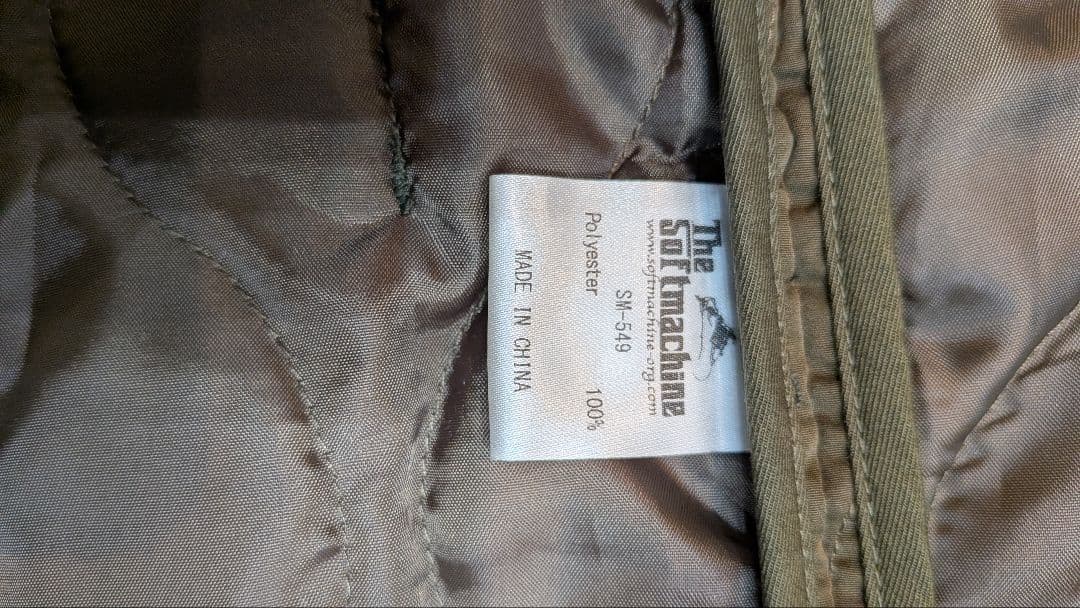 The
Softmachine
www.softmachine-org.com
SM-549
Polyester 100%
MADE IN CHINA